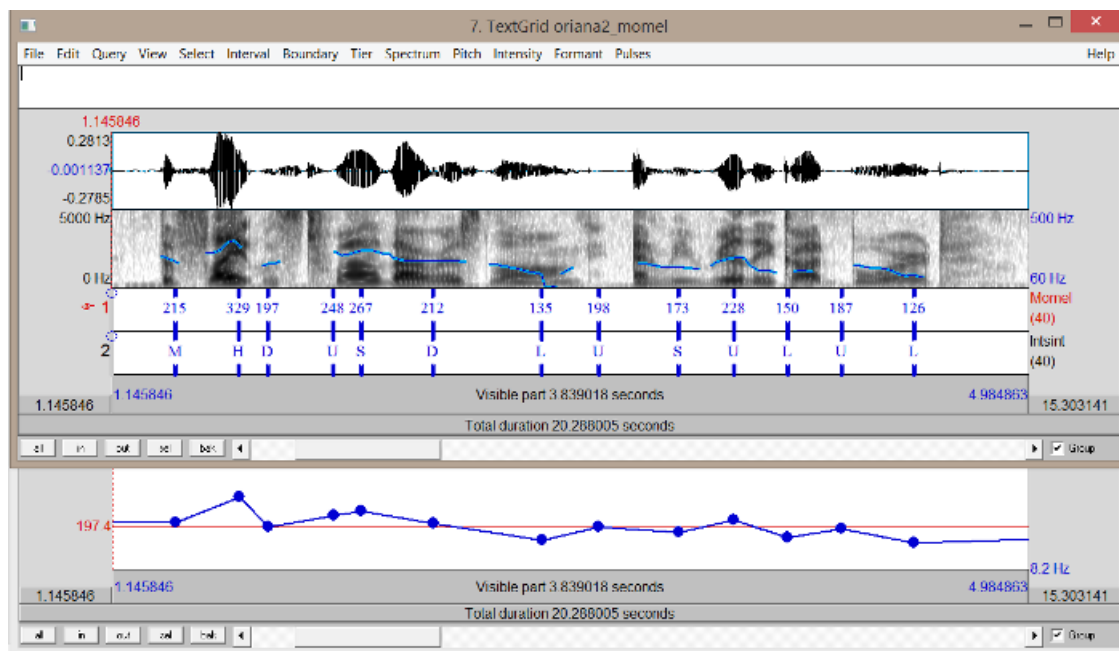 7. TextGrid oriana2_momel
File Edit Query View Select Interval Boundary Tier Spectrum Pitch Intensity Formant Pulses Help
1.145846
0.2813
-0.001137
-0.2785
5000 Hz 500 Hz
0 Hz 60 Hz
1 215 329 197 248 267 212 135 198 173 228 150 187 126 Momel
(40)
2 M H D U S D L U S U L U L Intsint
(40)
1.145846 Visible part 3.839018 seconds 4.984863
1.145846 15.303141
Total duration 20.288005 seconds
all in out sel bak Group
197.4
8.2 Hz
1.145846 Visible part 3.839018 seconds 4.984863
1.145846 15.303141
Total duration 20.288005 seconds
all in out sel bak Group